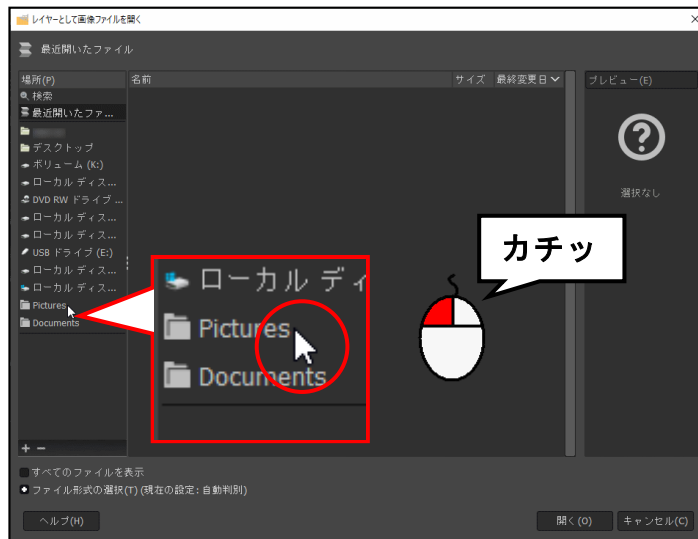 レイヤーとして画像ファイルを開く
最近開いたファイル
場所(P)
名前
サイズ
最終変更日
プレビュー(E)
検索
最近開いたファ...
デスクトップ
ボリューム (K:)
ローカル ディス...
DVD RW ドライブ ...
ローカル ディス...
ローカル ディス...
USB ドライブ (E:)
ローカル ディス...
ローカル ディス...
Pictures
Documents
選択なし
カチッ
ローカル ディ
Pictures
Documents
すべてのファイルを表示
ファイル形式の選択(T) (現在の設定: 自動判別)
ヘルプ(H)
開く(O)
キャンセル(C)